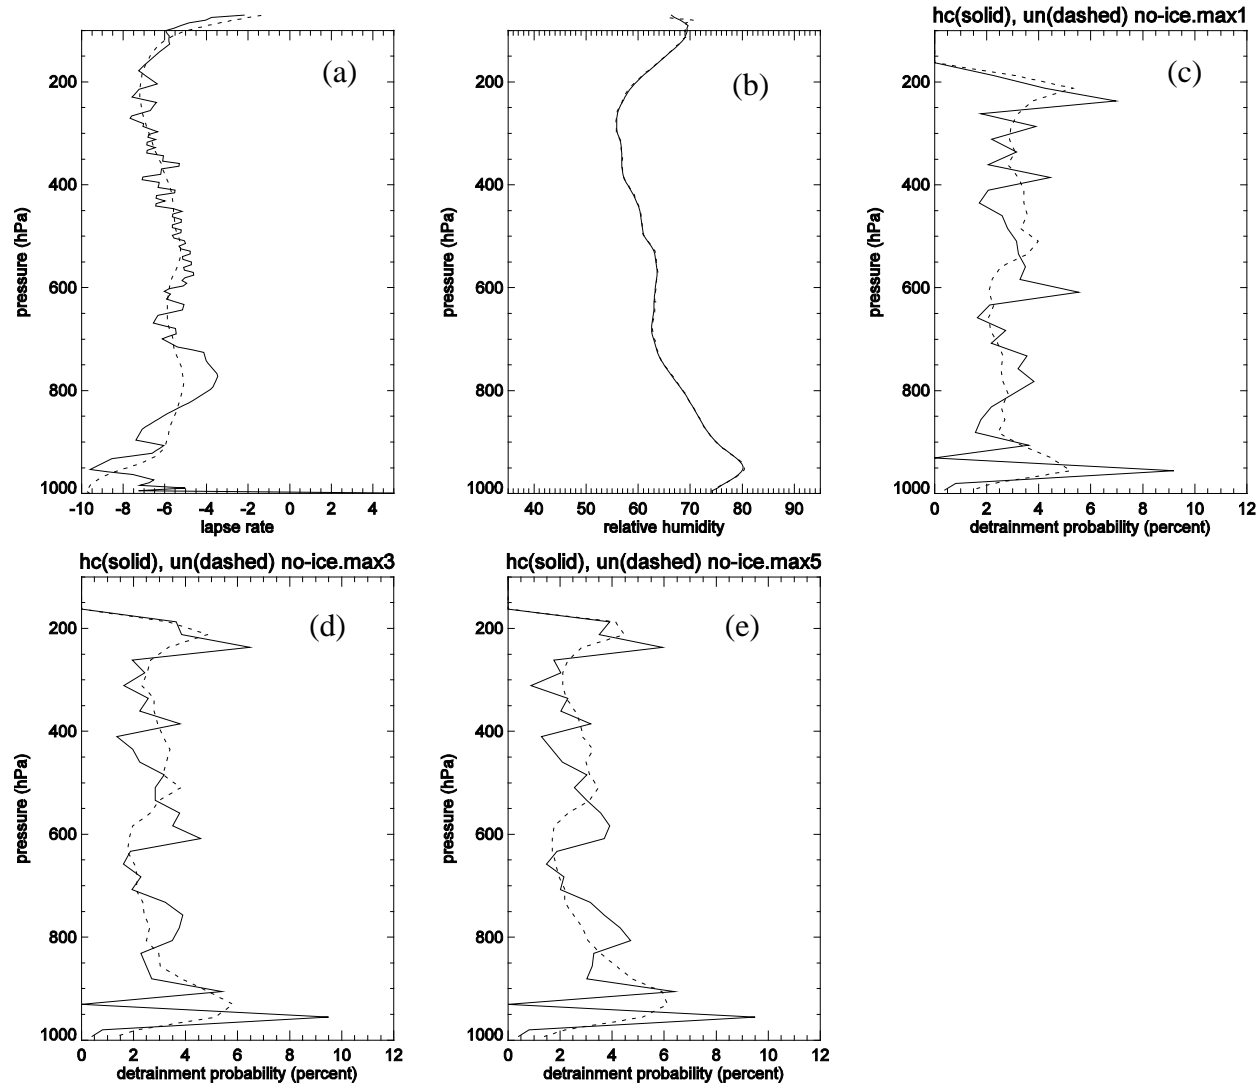 hc(solid), un(dashed) no-ice.max1
(a)
(b)
(c)
200
400
600
800
1000
pressure (hPa)
-10 -8 -6 -4 -2 0 2 4
lapse rate
200
400
600
800
1000
pressure (hPa)
40 50 60 70 80 90
relative humidity
200
400
600
800
1000
pressure (hPa)
0 2 4 6 8 10 12
detrainment probability (percent)
hc(solid), un(dashed) no-ice.max3
(d)
200
400
600
800
1000
pressure (hPa)
0 2 4 6 8 10 12
detrainment probability (percent)
hc(solid), un(dashed) no-ice.max5
(e)
200
400
600
800
1000
pressure (hPa)
0 2 4 6 8 10 12
detrainment probability (percent)